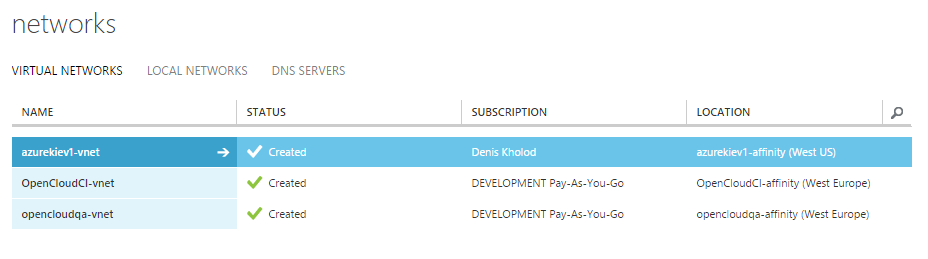 networks
VIRTUAL NETWORKS LOCAL NETWORKS DNS SERVERS
NAME STATUS SUBSCRIPTION LOCATION
azurekiev1-vnet Created Denis Kholod azurekiev1-affinity (West US)
OpenCloudCI-vnet Created DEVELOPMENT Pay-As-You-Go OpenCloudCI-affinity (West Europe)
opencloudqa-vnet Created DEVELOPMENT Pay-As-You-Go opencloudqa-affinity (West Europe)